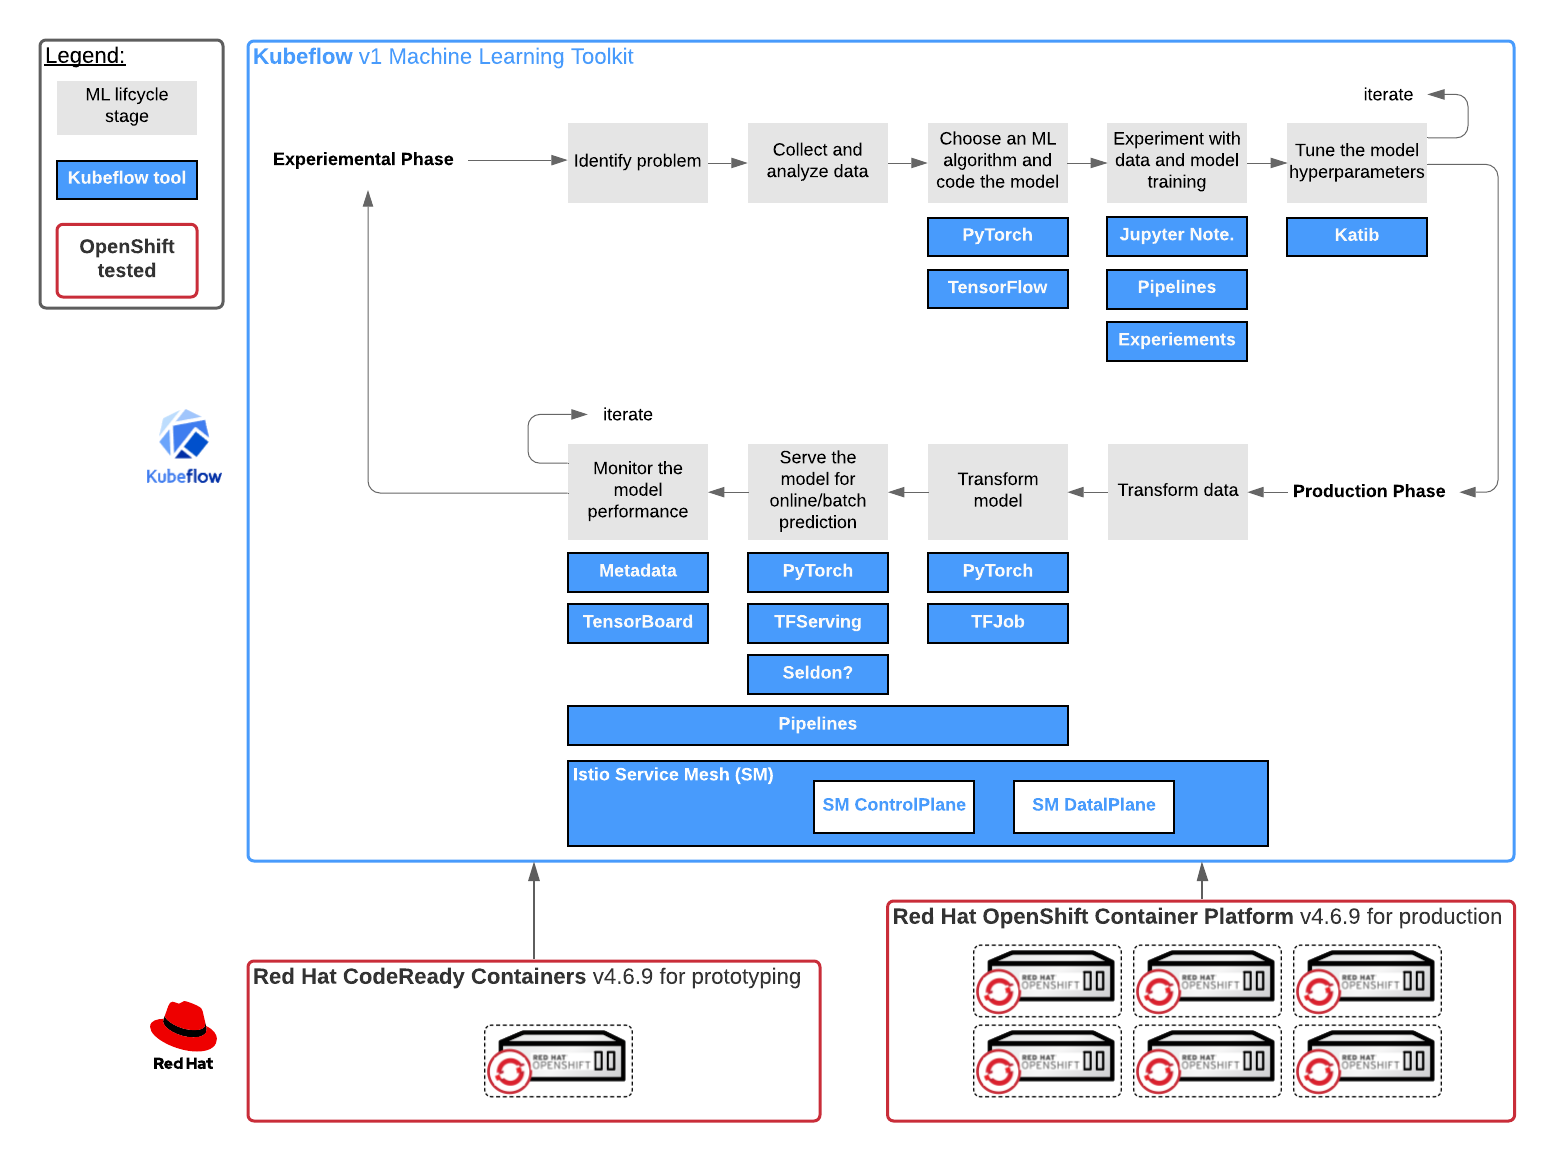 Legend:
ML lifcycle
stage
Kubeflow tool
OpenShift
tested
Kubeflow v1 Machine Learning Toolkit
iterate
Experiemental Phase
Identify problem
Collect and
analyze data
Choose an ML
algorithm and
code the model
Experiment with
data and model
training
Tune the model
hyperparameters
PyTorch
TensorFlow
Jupyter Note.
Pipelines
Experiements
Katib
Kubeflow
iterate
Monitor the
model
performance
Serve the
model for
online/batch
prediction
Transform
model
Transform data
Production Phase
Metadata
TensorBoard
PyTorch
TFServing
Seldon?
PyTorch
TFJob
Pipelines
Istio Service Mesh (SM)
SM ControlPlane
SM DatalPlane
Red Hat
Red Hat CodeReady Containers v4.6.9 for prototyping
RED HAT
OPENSHIFT
Red Hat OpenShift Container Platform v4.6.9 for production
RED HAT
OPENSHIFT
RED HAT
OPENSHIFT
RED HAT
OPENSHIFT
RED HAT
OPENSHIFT
RED HAT
OPENSHIFT
RED HAT
OPENSHIFT